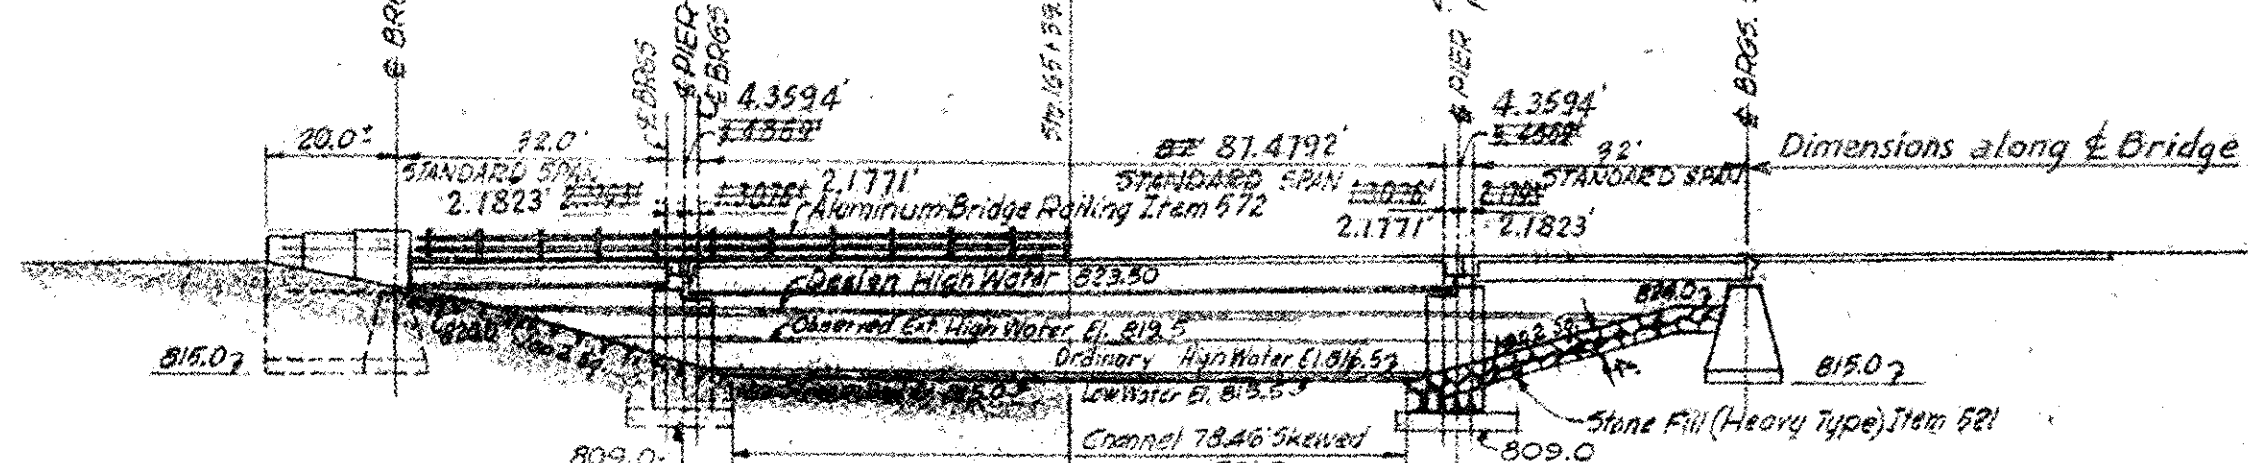 ℄ BRG
℄ BRGS
℄ PIER
℄ BRGS
Sta. 165+39.
℄ PIER
℄ BRGS.
20.0'±
32.0'
STANDARD SPAN
4.3594'
87.4792'
STANDARD SPAN
4.3594'
32'
STANDARD SPAN
Dimensions along ℄ Bridge
2.1823'
2.1771'
2.1771'
2.1823'
Aluminum Bridge Railing Item 572
Design High Water 823.50
Observed Ext. High Water El. 819.5
Ordinary High Water El. 816.5
Low Water El. 815.5
815.0
815.0
Channel 78.46' Skewed
Stone Fill (Heavy Type) Item 521
809.0
809.0